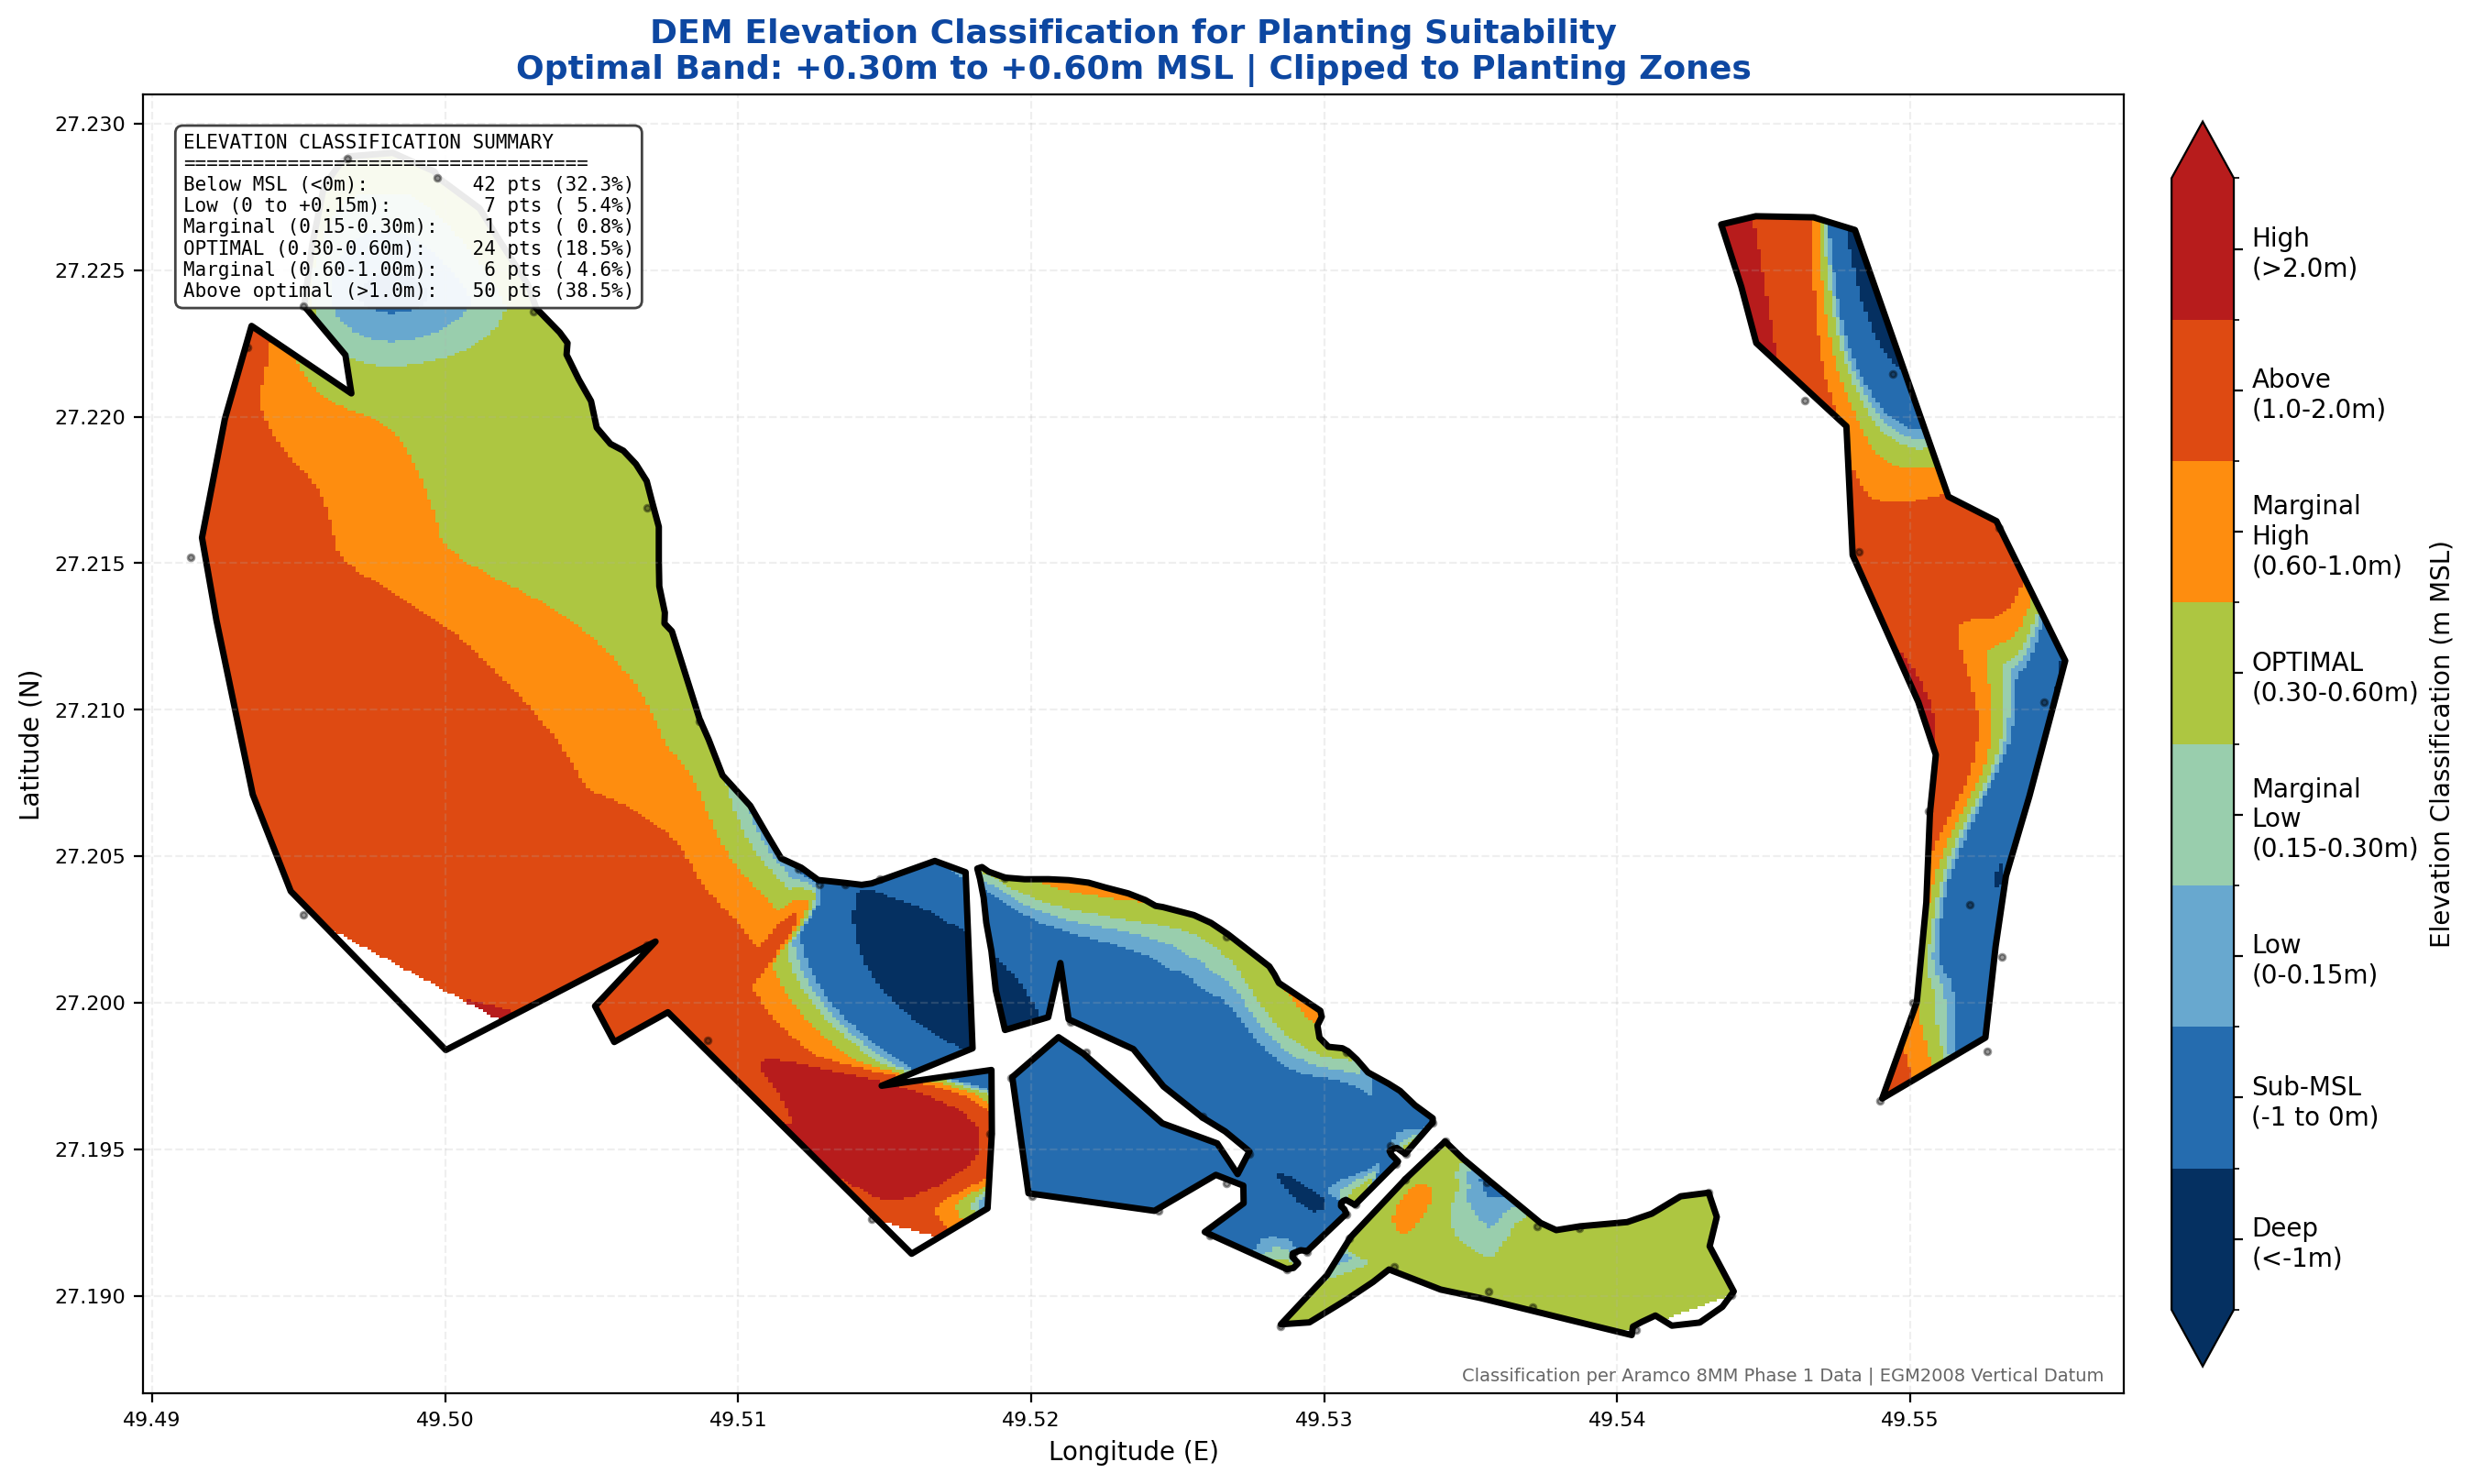 DEM Elevation Classification for Planting Suitability
Optimal Band: +0.30m to +0.60m MSL | Clipped to Planting Zones
ELEVATION CLASSIFICATION SUMMARY
===================================
Below MSL (<0m):         42 pts (32.3%)
Low (0 to +0.15m):        7 pts ( 5.4%)
Marginal (0.15-0.30m):    1 pts ( 0.8%)
OPTIMAL (0.30-0.60m):    24 pts (18.5%)
Marginal (0.60-1.00m):    6 pts ( 4.6%)
Above optimal (>1.0m):   50 pts (38.5%)
27.230
27.225
27.220
27.215
27.210
27.205
27.200
27.195
27.190
Latitude (N)
49.49
49.50
49.51
49.52
49.53
49.54
49.55
Longitude (E)
Classification per Aramco 8MM Phase 1 Data | EGM2008 Vertical Datum
High
(>2.0m)
Above
(1.0-2.0m)
Marginal
High
(0.60-1.0m)
OPTIMAL
(0.30-0.60m)
Marginal
Low
(0.15-0.30m)
Low
(0-0.15m)
Sub-MSL
(-1 to 0m)
Deep
(<-1m)
Elevation Classification (m MSL)